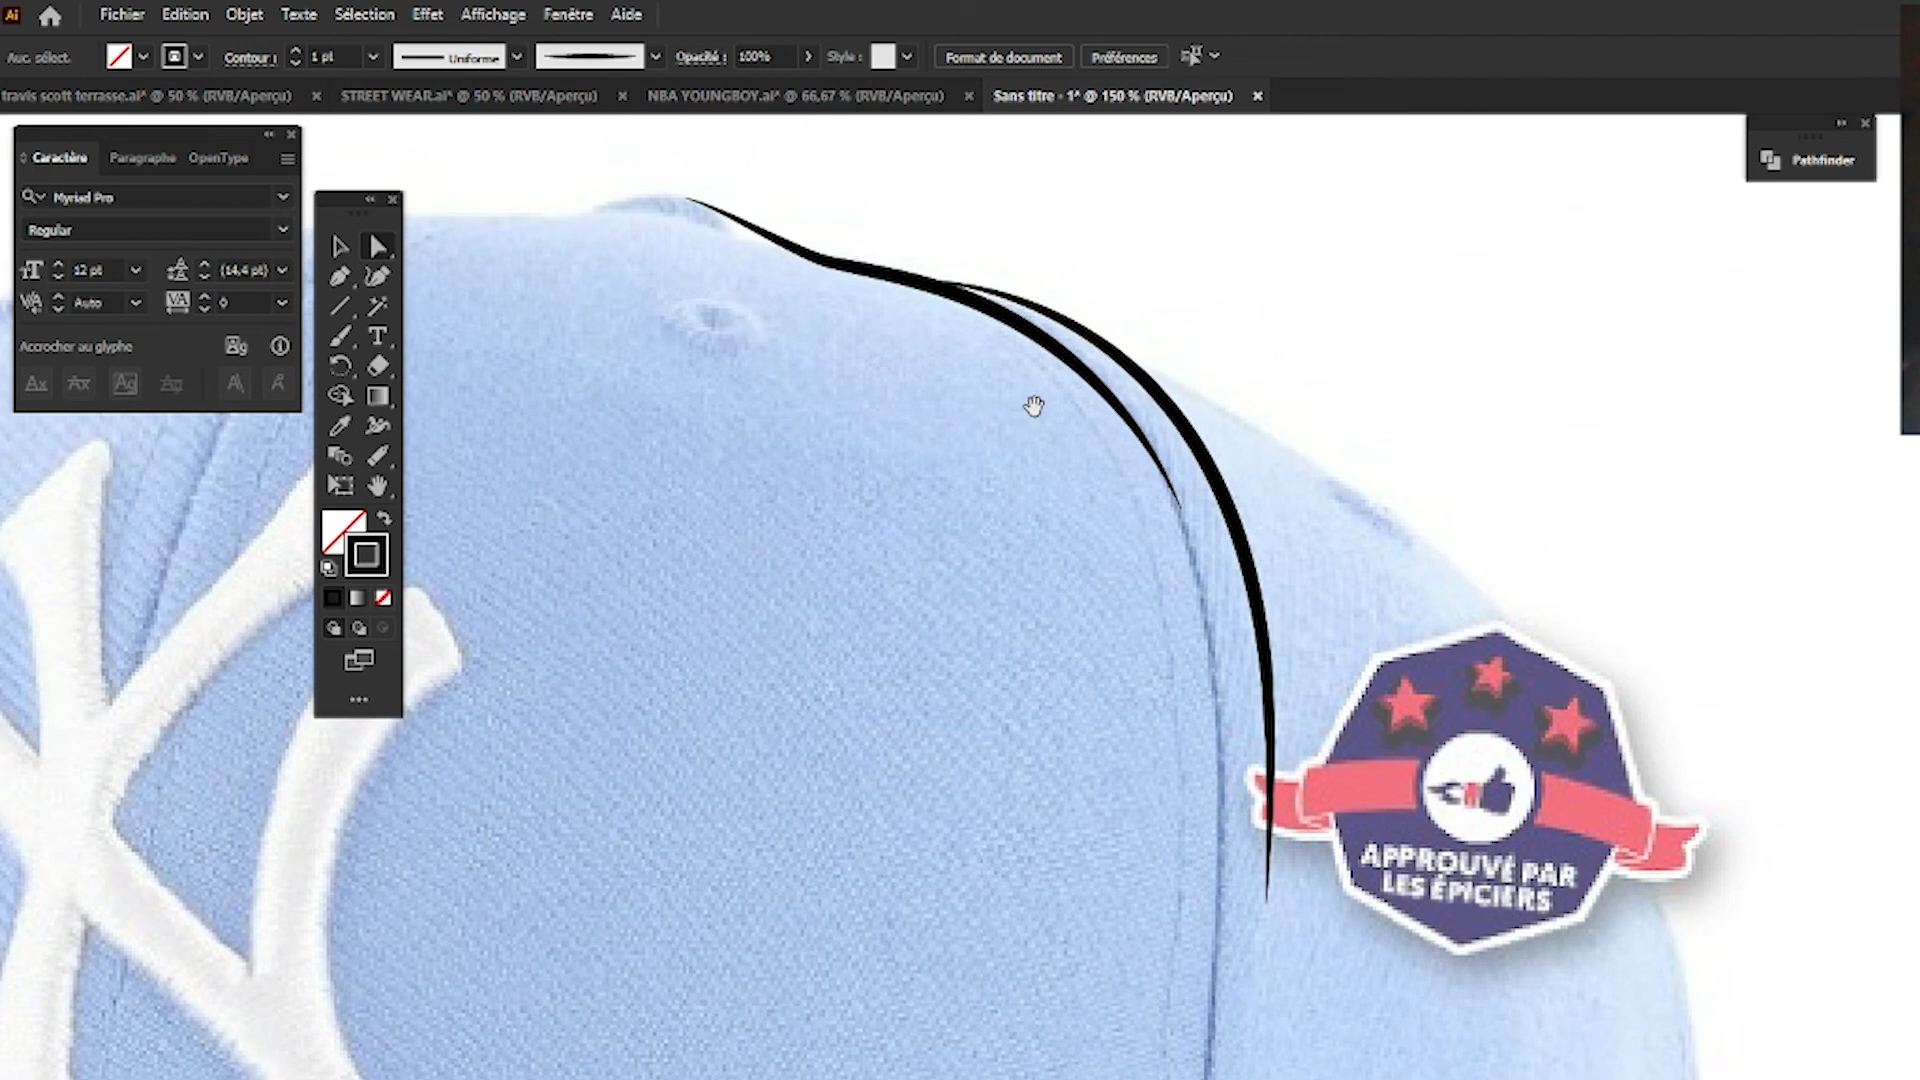 Ai Fichier Edition Objet Texte Sélection Effet Affichage Fenêtre Aide
Auc. sélect. Contour : 1 pt Uniforme Opacité : 100% Style : Format de document Préférences
travis scott terrasse.ai* @ 50 % (RVB/Aperçu) × STREET WEAR.ai* @ 50 % (RVB/Aperçu) × NBA YOUNGBOY.ai* @ 66,67 % (RVB/Aperçu) × Sans titre - 1* @ 150 % (RVB/Aperçu) ×
Caractère Paragraphe OpenType
Pathfinder
Myriad Pro
Regular
12 pt (14,4 pt)
Auto 0
Accrocher au glyphe
APPROUVÉ PAR
LES ÉPICIERS